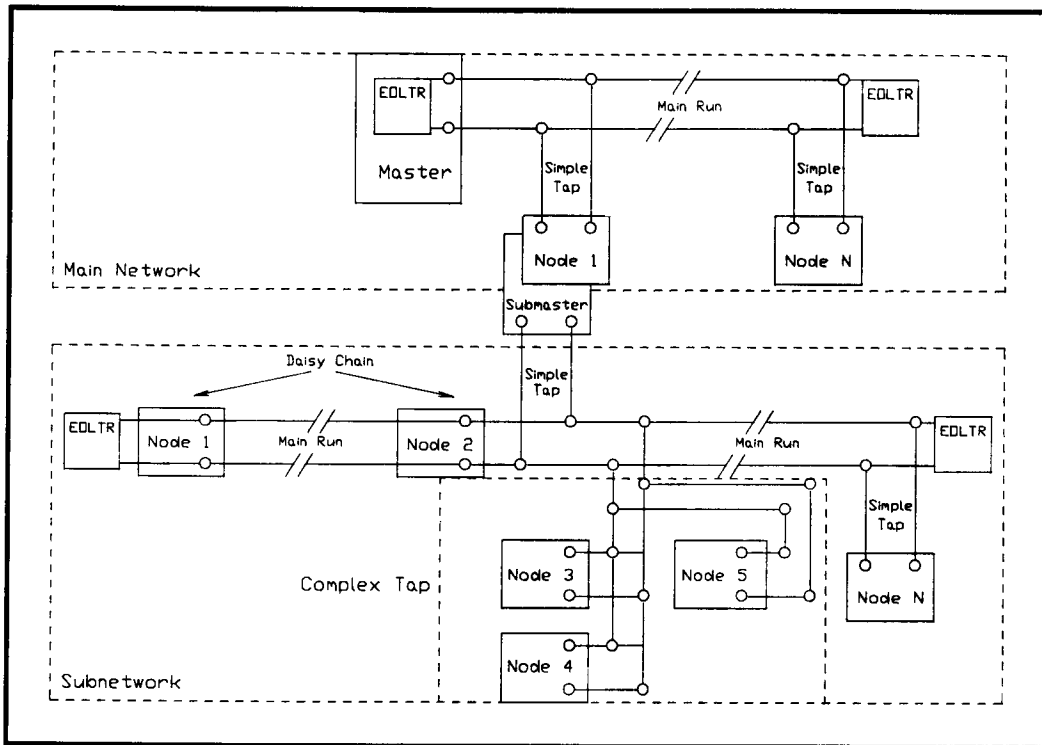 EOLTR
Master
Main Run
EOLTR
Simple
Tap
Simple
Tap
Node 1
Node N
Main Network
Submaster
Daisy Chain
Simple
Tap
EOLTR
Node 1
Main Run
Node 2
Main Run
EOLTR
Simple
Tap
Node 3
Node 5
Complex Tap
Node N
Node 4
Subnetwork